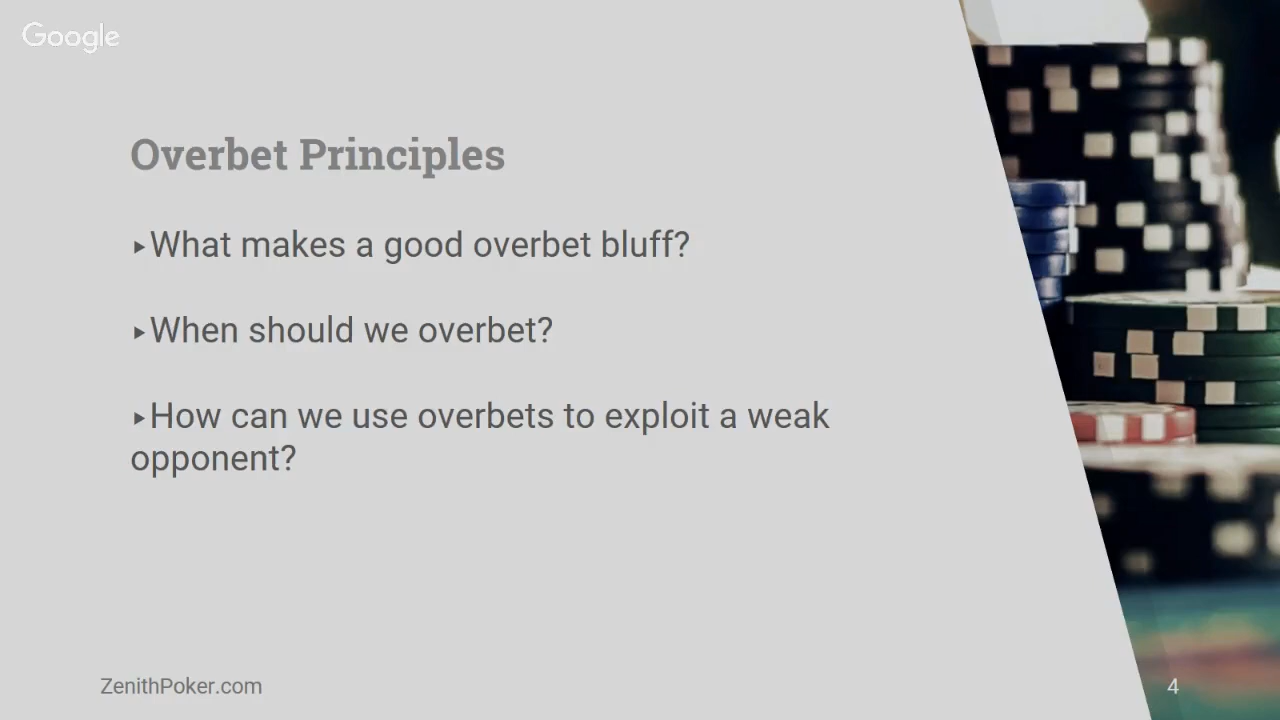 Google
Overbet Principles
▸What makes a good overbet bluff?
▸When should we overbet?
▸How can we use overbets to exploit a weak
opponent?
ZenithPoker.com
4